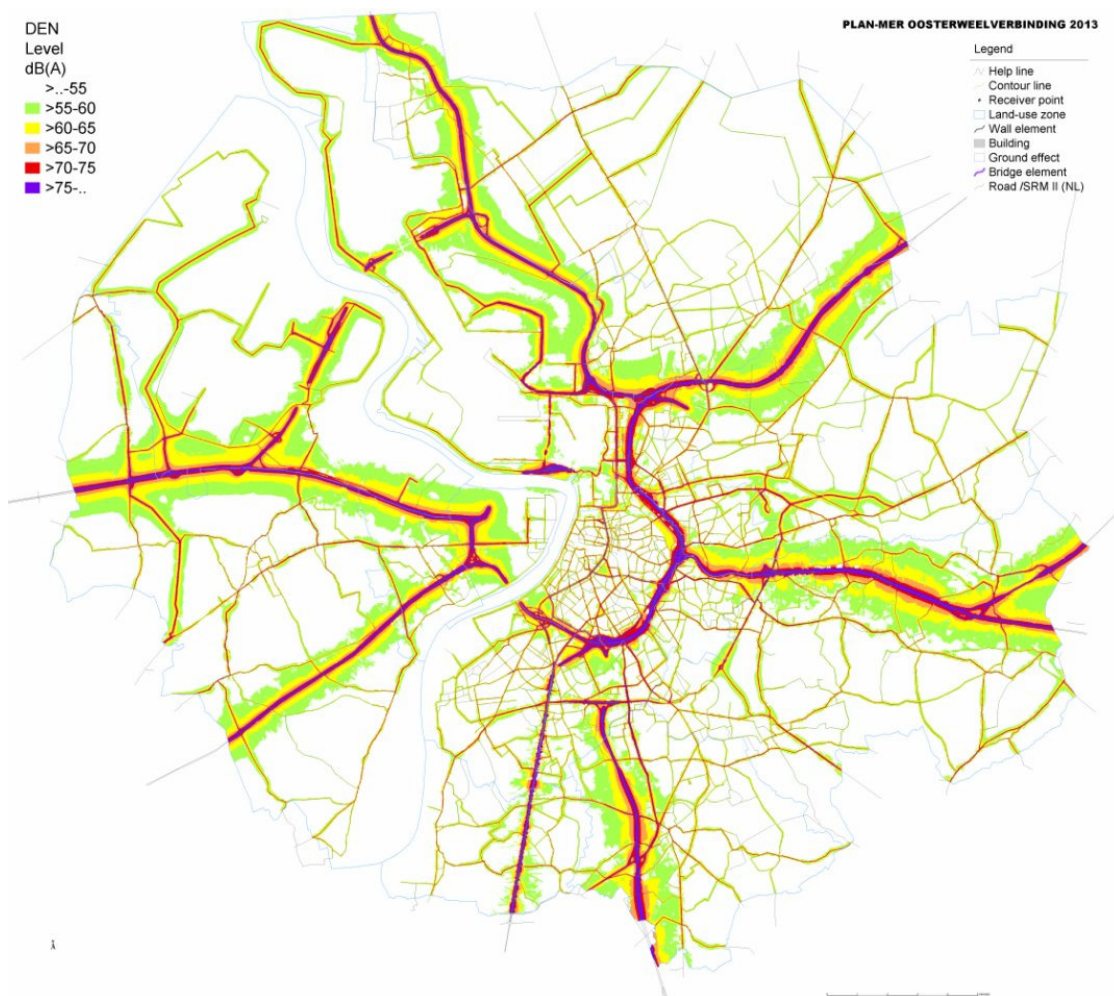 DEN
Level
dB(A)
>..-55
>55-60
>60-65
>65-70
>70-75
>75-..
PLAN-MER OOSTERWEELVERBINDING 2013
Legend
Help line
Contour line
Receiver point
Land-use zone
Wall element
Building
Ground effect
Bridge element
Road /SRM II (NL)